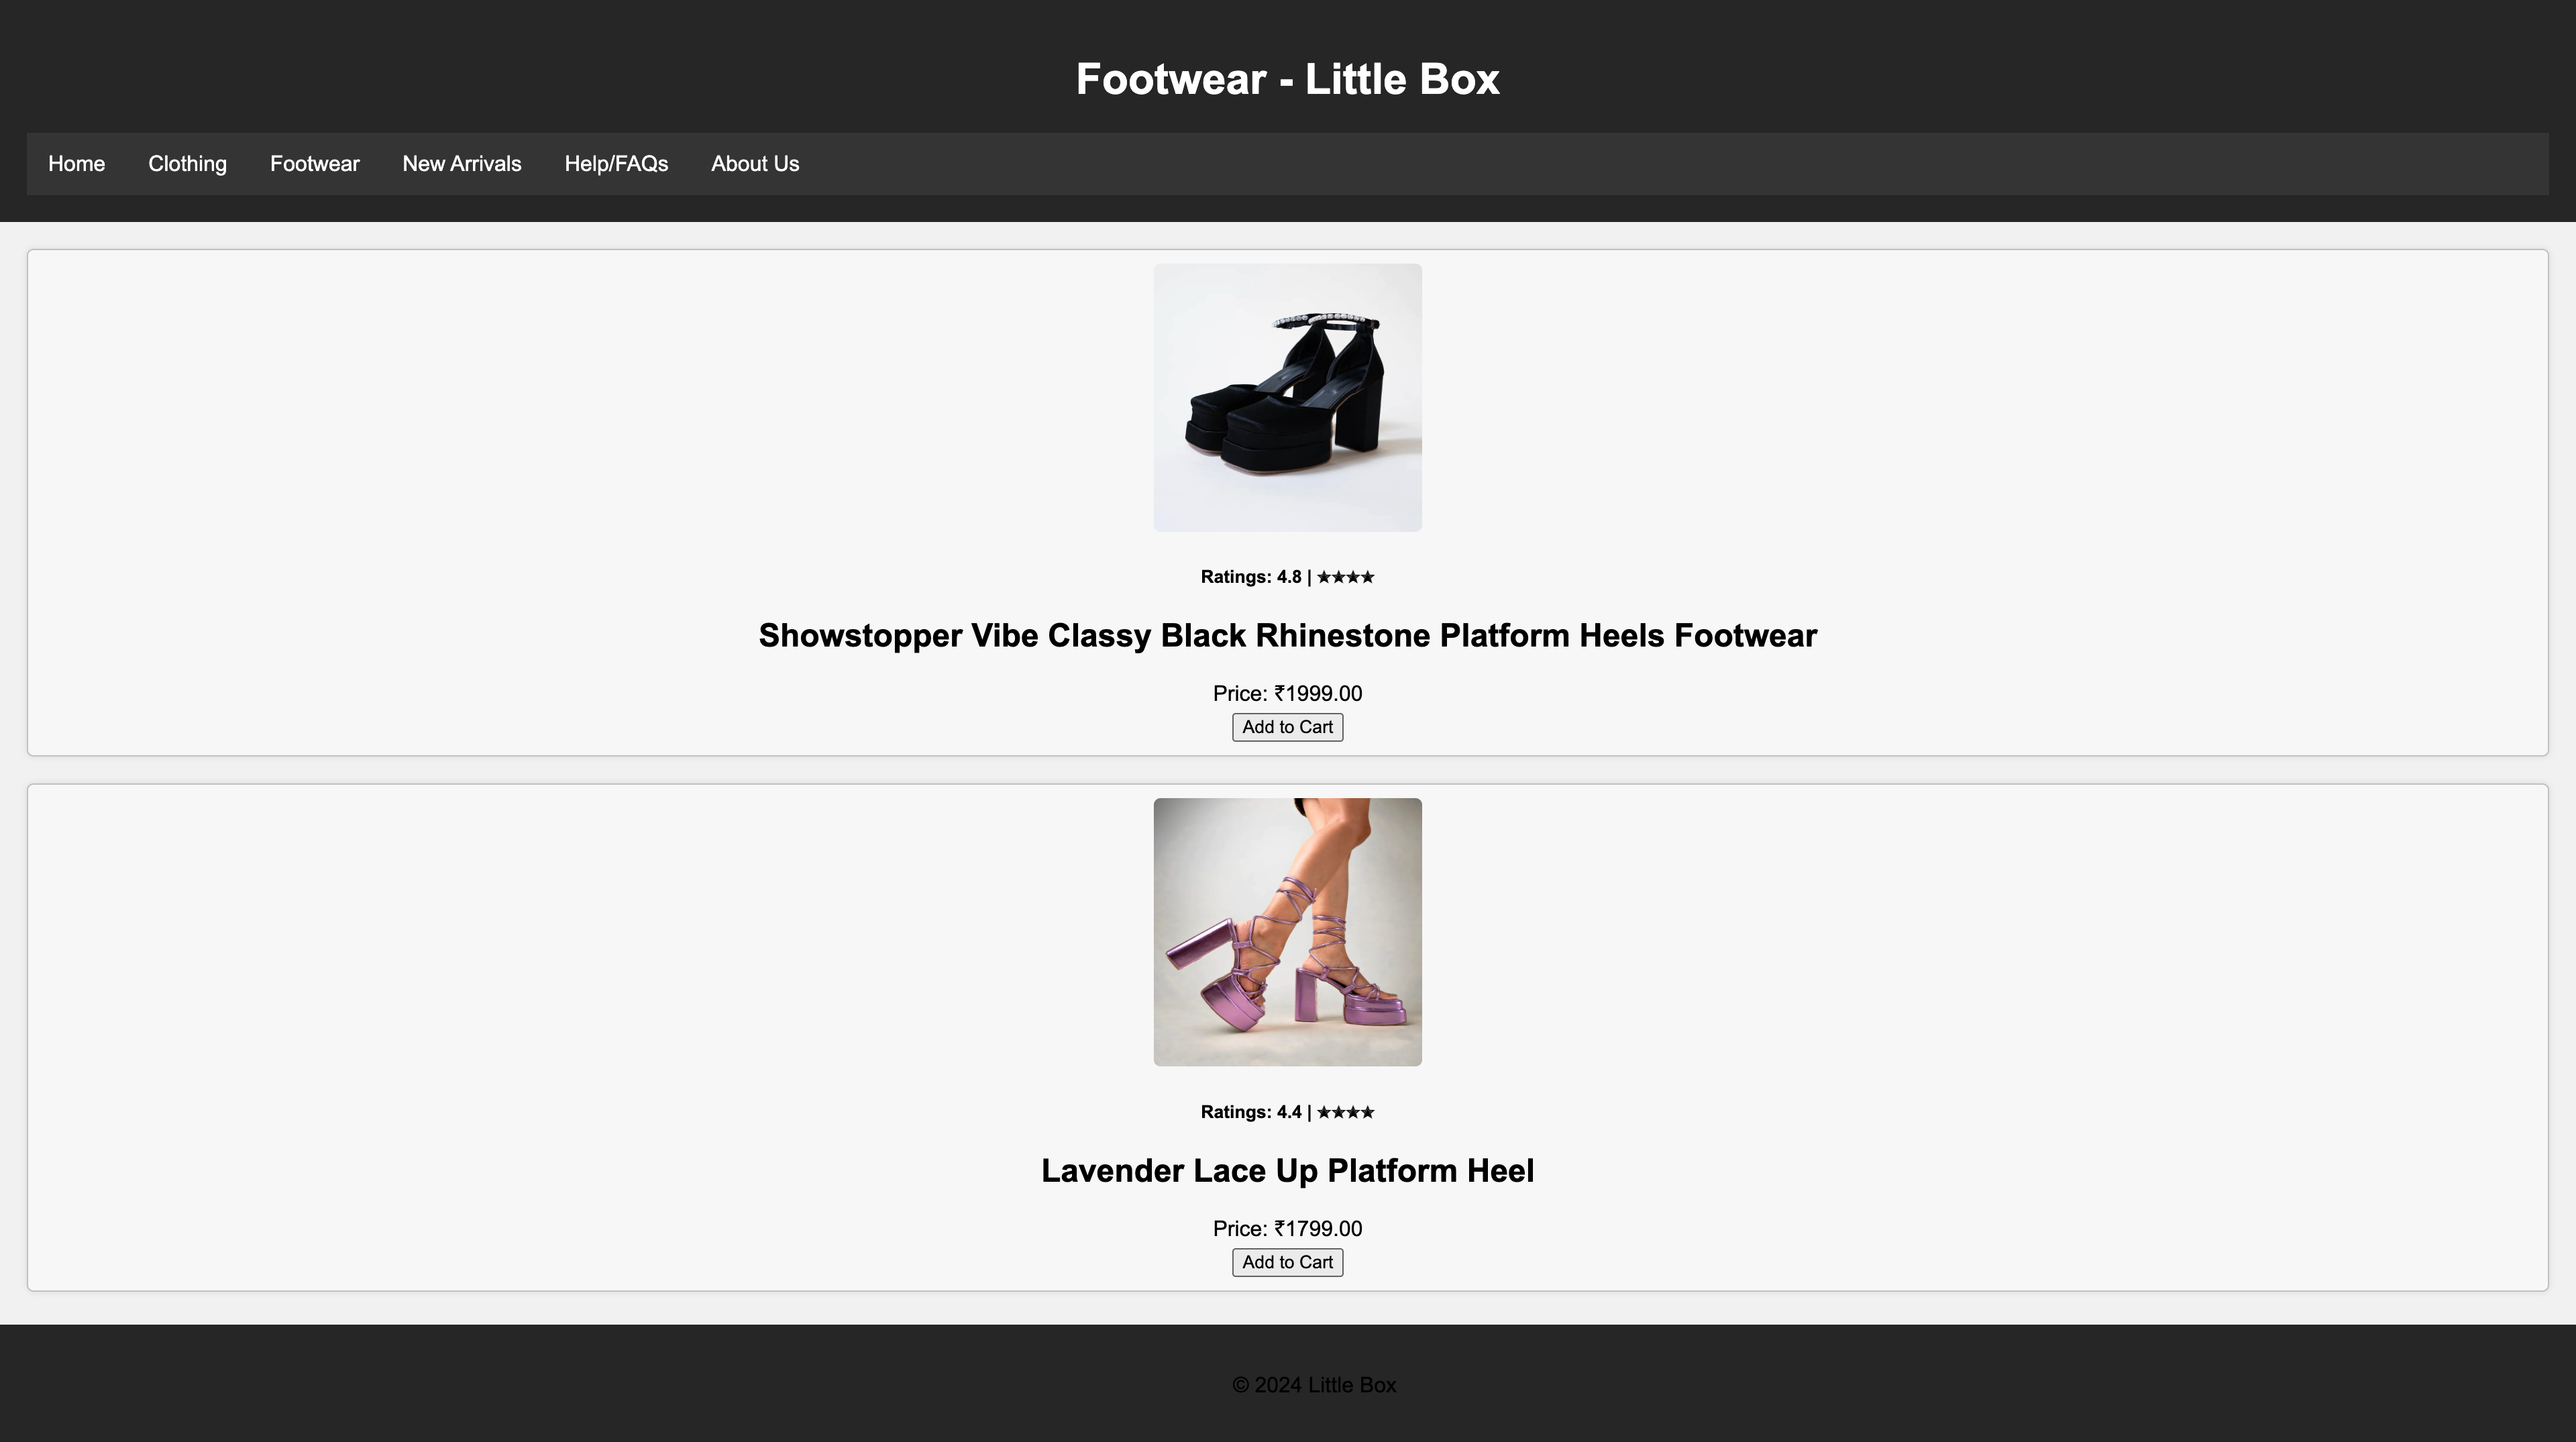 Footwear - Little Box
Home Clothing Footwear New Arrivals Help/FAQs About Us
Ratings: 4.8 | ★★★★
Showstopper Vibe Classy Black Rhinestone Platform Heels Footwear
Price: ₹1999.00
Add to Cart
Ratings: 4.4 | ★★★★
Lavender Lace Up Platform Heel
Price: ₹1799.00
Add to Cart
© 2024 Little Box